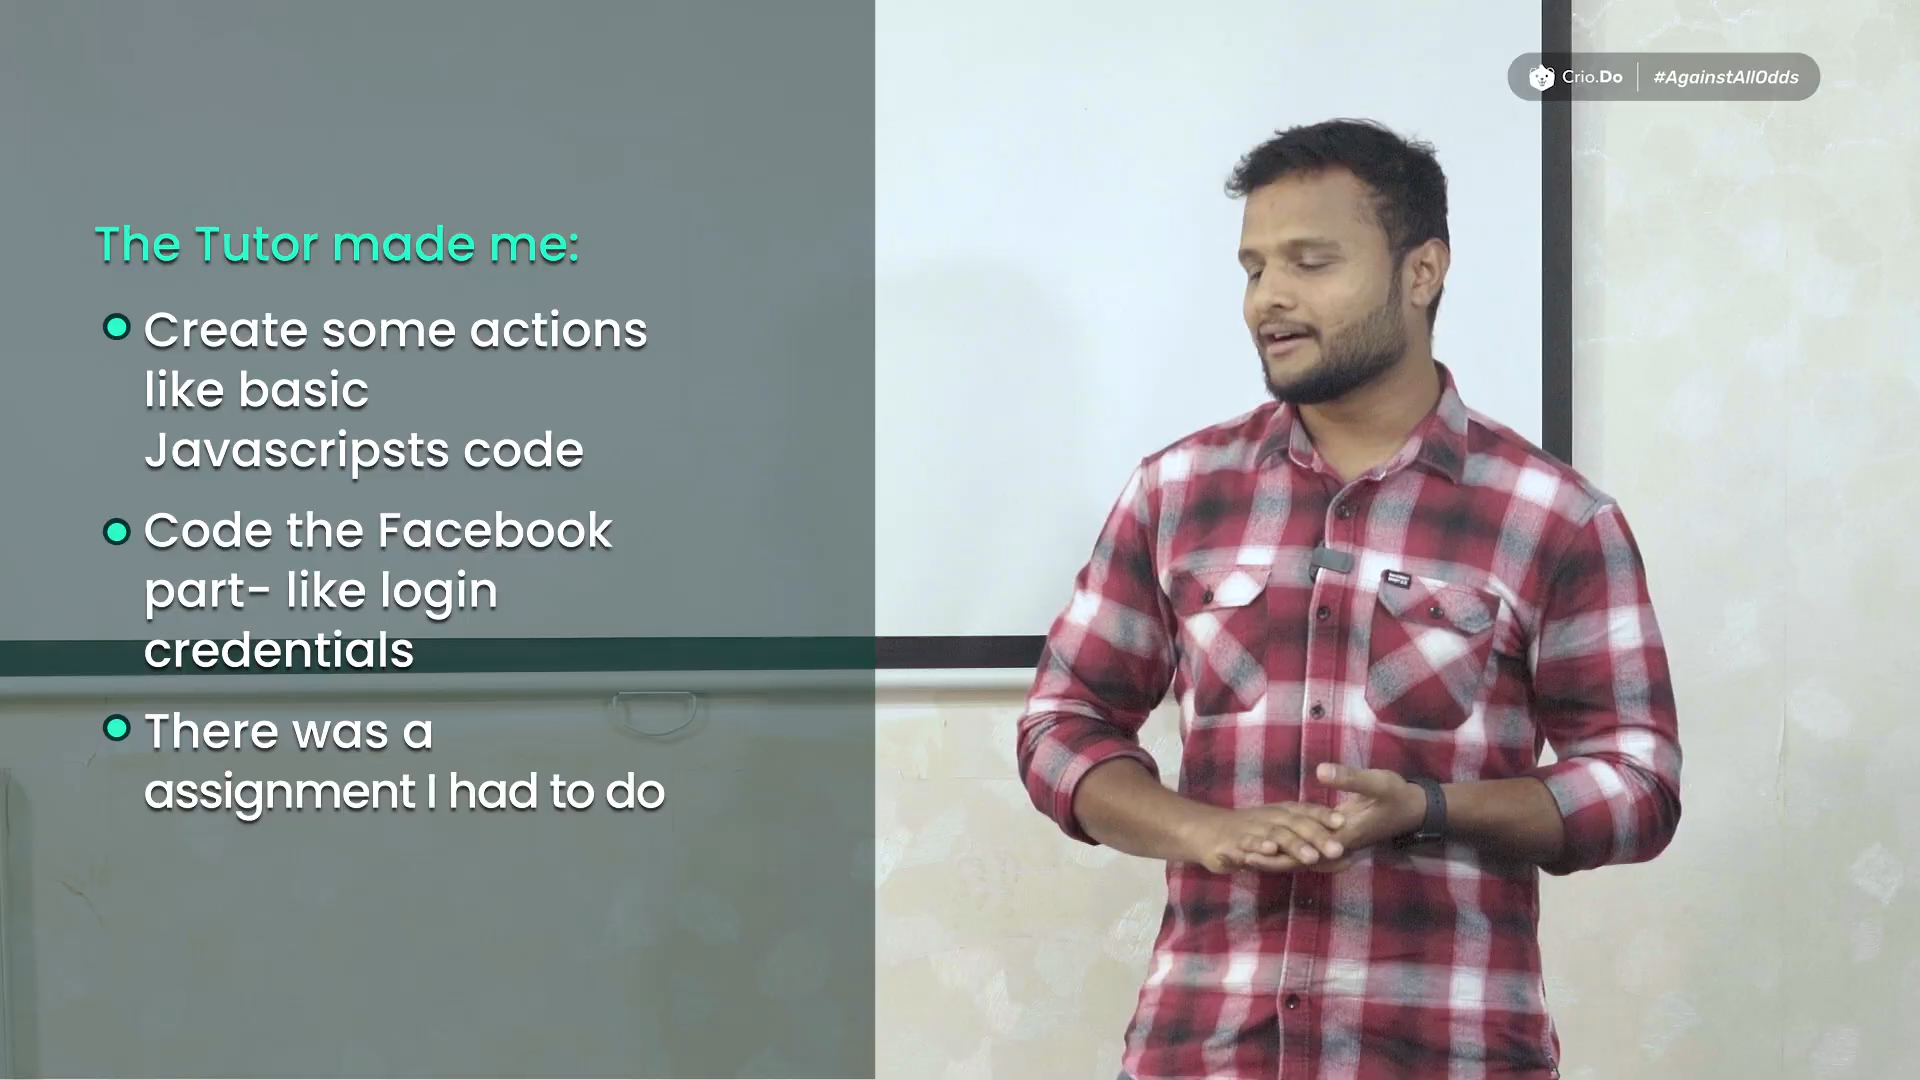 Crio.Do | #AgainstAllOdds
The Tutor made me:
Create some actions
like basic
Javascripsts code
Code the Facebook
part- like login
credentials
There was a
assignment I had to do